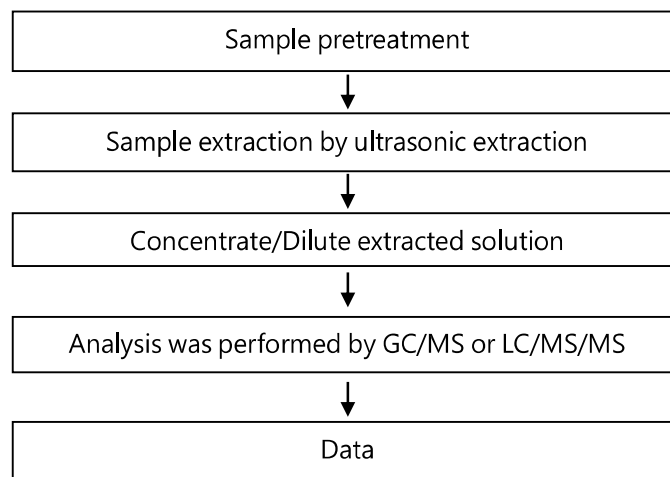 Sample pretreatment
Sample extraction by ultrasonic extraction
Concentrate/Dilute extracted solution
Analysis was performed by GC/MS or LC/MS/MS
Data